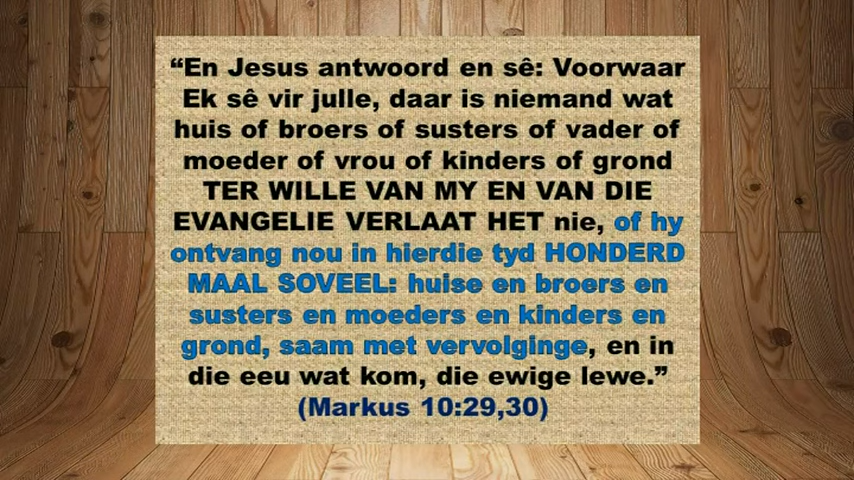 “En Jesus antwoord en sê: Voorwaar
Ek sê vir julle, daar is niemand wat
huis of broers of susters of vader of
moeder of vrou of kinders of grond
TER WILLE VAN MY EN VAN DIE
EVANGELIE VERLAAT HET nie, of hy
ontvang nou in hierdie tyd HONDERD
MAAL SOVEEL: huise en broers en
susters en moeders en kinders en
grond, saam met vervolginge, en in
die eeu wat kom, die ewige lewe.”
(Markus 10:29,30)